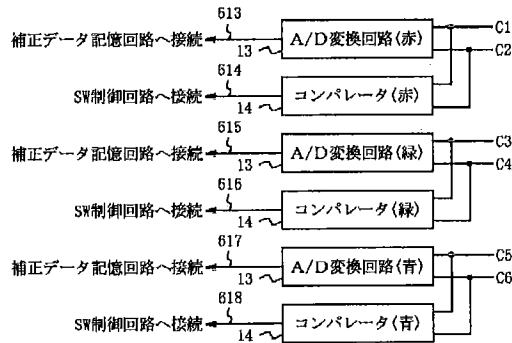 613
補正データ記憶回路へ接続
13
A/D変換回路(赤)
C1
C2
614
SW制御回路へ接続
14
コンパレータ(赤)
615
補正データ記憶回路へ接続
13
A/D変換回路(緑)
C3
C4
616
SW制御回路へ接続
14
コンパレータ(緑)
617
補正データ記憶回路へ接続
13
A/D変換回路(青)
C5
C6
618
SW制御回路へ接続
14
コンパレータ(青)